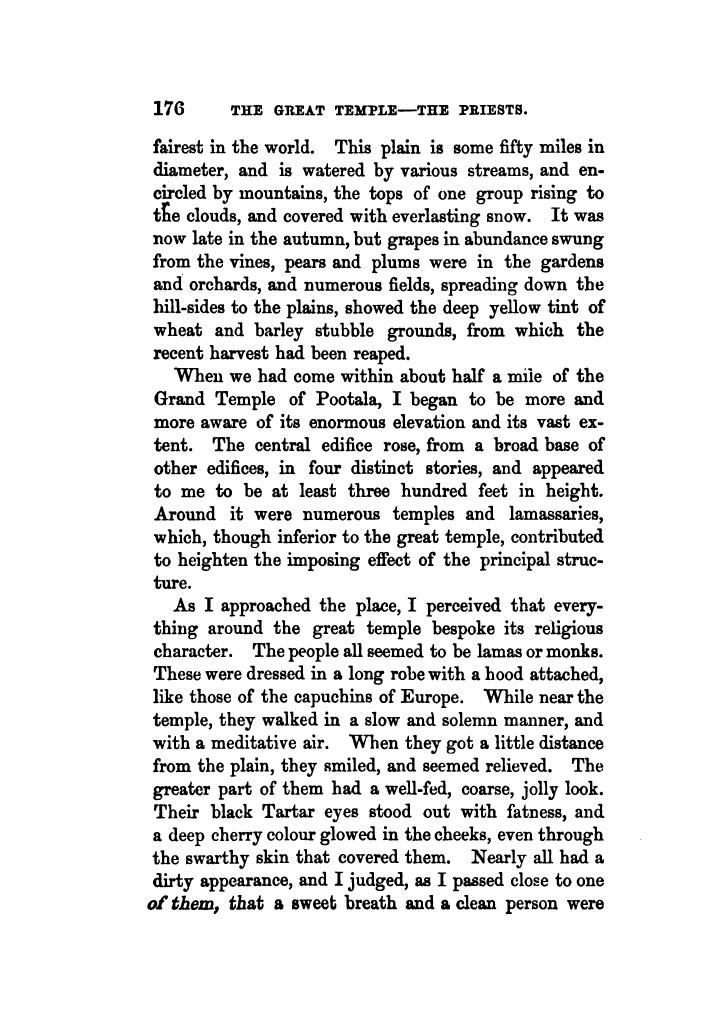 176 THE GREAT TEMPLE—THE PRIESTS.
fairest in the world. This plain is some fifty miles in
diameter, and is watered by various streams, and en-
circled by mountains, the tops of one group rising to
the clouds, and covered with everlasting snow. It was
now late in the autumn, but grapes in abundance swung
from the vines, pears and plums were in the gardens
and orchards, and numerous fields, spreading down the
hill-sides to the plains, showed the deep yellow tint of
wheat and barley stubble grounds, from which the
recent harvest had been reaped.
When we had come within about half a mile of the
Grand Temple of Pootala, I began to be more and
more aware of its enormous elevation and its vast ex-
tent. The central edifice rose, from a broad base of
other edifices, in four distinct stories, and appeared
to me to be at least three hundred feet in height.
Around it were numerous temples and lamassaries,
which, though inferior to the great temple, contributed
to heighten the imposing effect of the principal struc-
ture.
As I approached the place, I perceived that every-
thing around the great temple bespoke its religious
character. The people all seemed to be lamas or monks.
These were dressed in a long robe with a hood attached,
like those of the capuchins of Europe. While near the
temple, they walked in a slow and solemn manner, and
with a meditative air. When they got a little distance
from the plain, they smiled, and seemed relieved. The
greater part of them had a well-fed, coarse, jolly look.
Their black Tartar eyes stood out with fatness, and
a deep cherry colour glowed in the cheeks, even through
the swarthy skin that covered them. Nearly all had a
dirty appearance, and I judged, as I passed close to one
of them, that a sweet breath and a clean person were